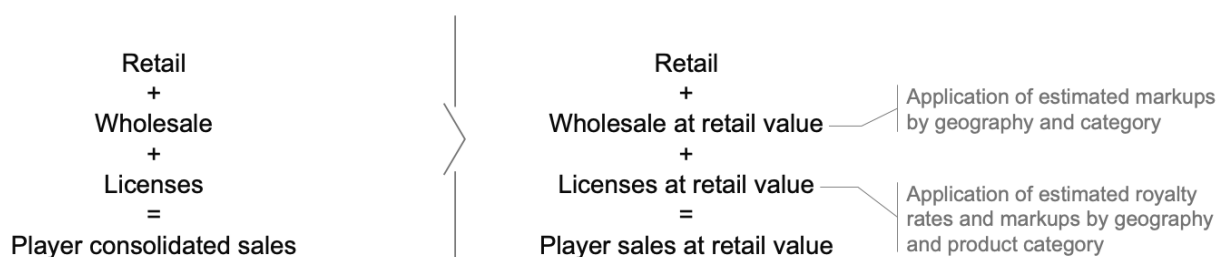 Retail
+
Wholesale
+
Licenses
=
Player consolidated sales
Retail
+
Wholesale at retail value
+
Licenses at retail value
=
Player sales at retail value
Application of estimated markups
by geography and category
Application of estimated royalty
rates and markups by geography
and product category